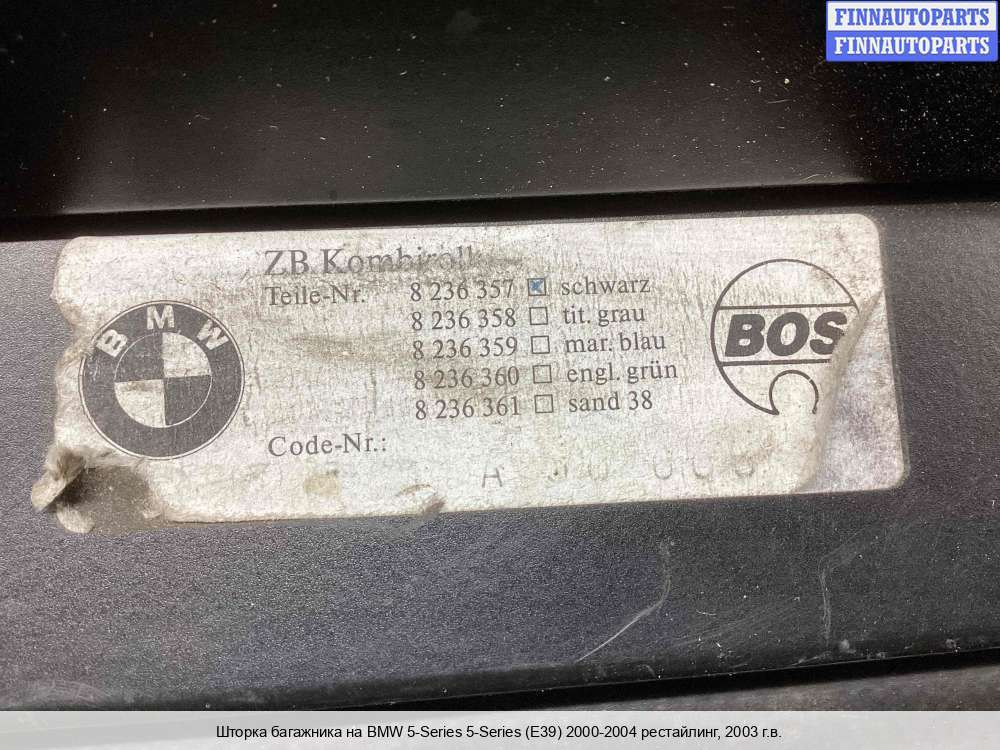 FINNAUTOPARTS
FINNAUTOPARTS
ZB Kombiroll
Teile-Nr. 8 236 357 schwarz
8 236 358 tit. grau
8 236 359 mar. blau
8 236 360 engl. grün
8 236 361 sand 38
Code-Nr.:
BMW
BOS
Шторка багажника на BMW 5-Series 5-Series (E39) 2000-2004 рестайлинг, 2003 г.в.